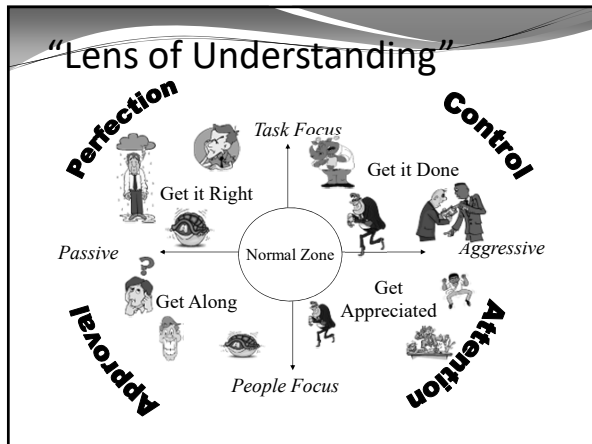 “Lens of Understanding”
Perfection
Control
Task Focus
Get it Right
Get it Done
Passive
Normal Zone
Aggressive
?
Get Along
Get
Appreciated
Approval
Attention
People Focus